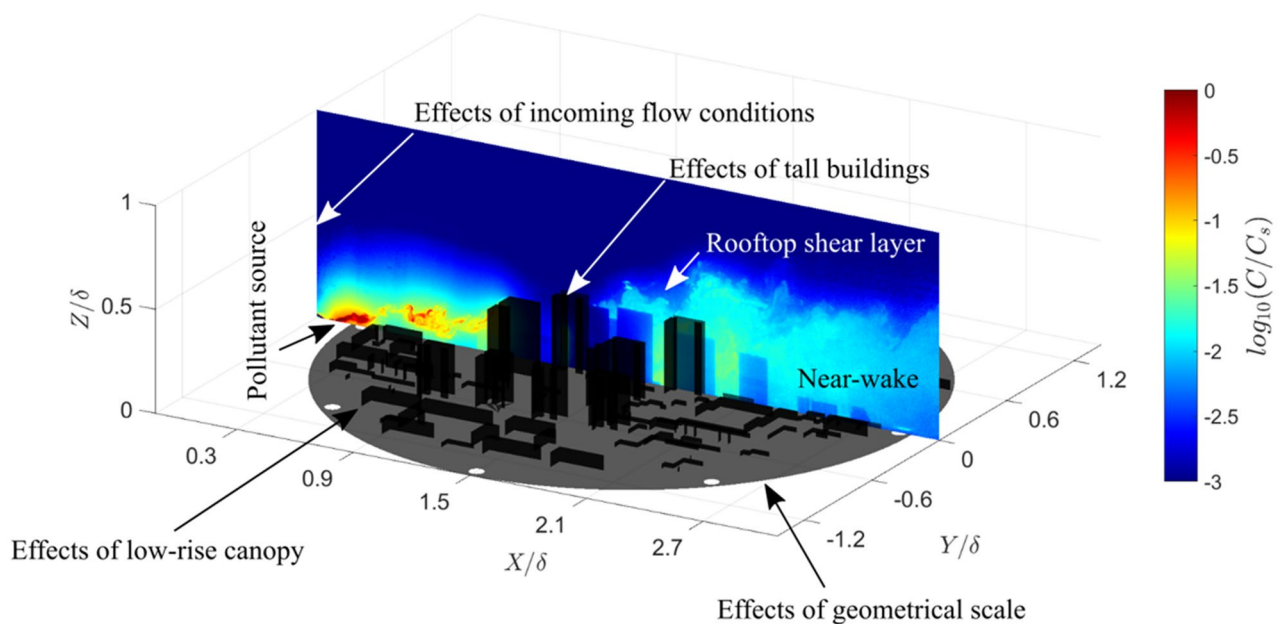 Effects of incoming flow conditions
Effects of tall buildings
Rooftop shear layer
Pollutant source
Near-wake
Effects of low-rise canopy
Effects of geometrical scale
Z/δ
1
0.5
0
0.3
0.9
1.5
2.1
2.7
X/δ
-1.2
-0.6
0
0.6
1.2
Y/δ
0
-0.5
-1
-1.5
-2
-2.5
-3
log₁₀(C/Cₛ)